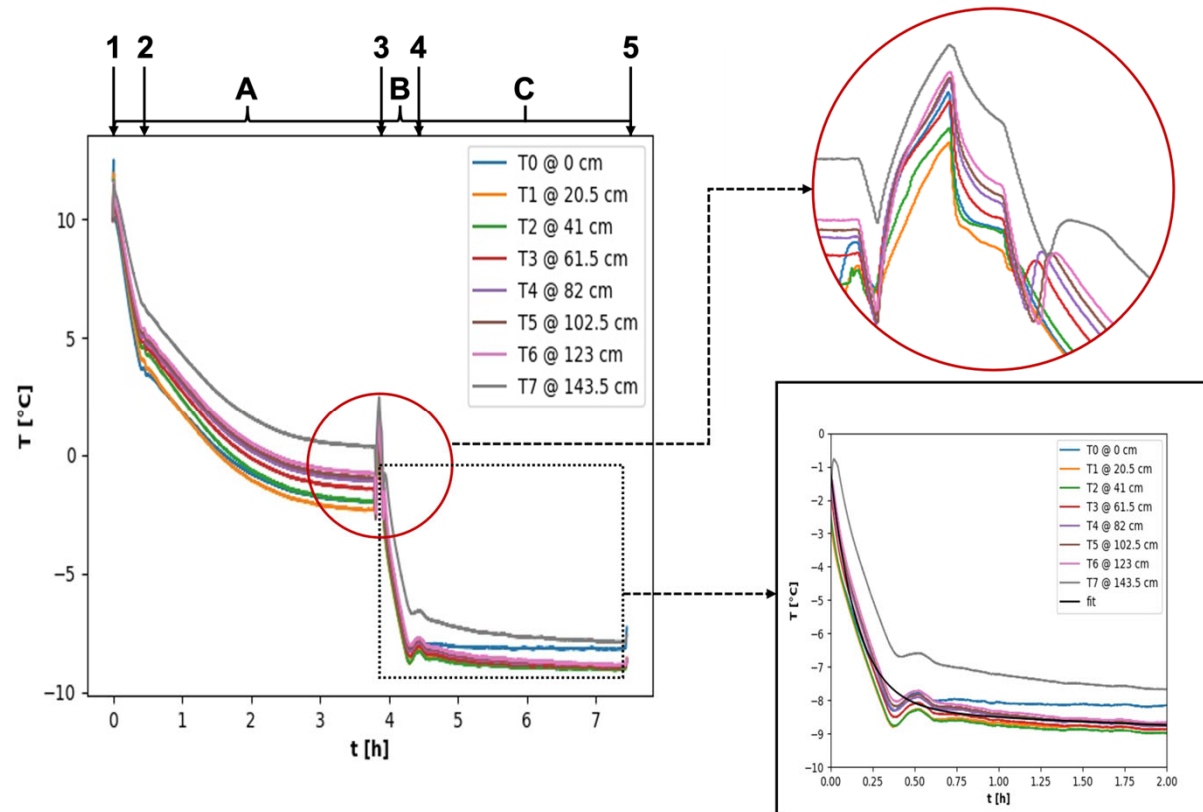 1 2 3 4 5
A B C
T0 @ 0 cm
T1 @ 20.5 cm
T2 @ 41 cm
T3 @ 61.5 cm
T4 @ 82 cm
T5 @ 102.5 cm
T6 @ 123 cm
T7 @ 143.5 cm
10
5
0
−5
−10
T [°C]
0 1 2 3 4 5 6 7
t [h]
T0 @ 0 cm
T1 @ 20.5 cm
T2 @ 41 cm
T3 @ 61.5 cm
T4 @ 82 cm
T5 @ 102.5 cm
T6 @ 123 cm
T7 @ 143.5 cm
fit
0
−1
−2
−3
−4
−5
−6
−7
−8
−9
−10
T [°C]
0.00 0.25 0.50 0.75 1.00 1.25 1.50 1.75 2.00
t [h]